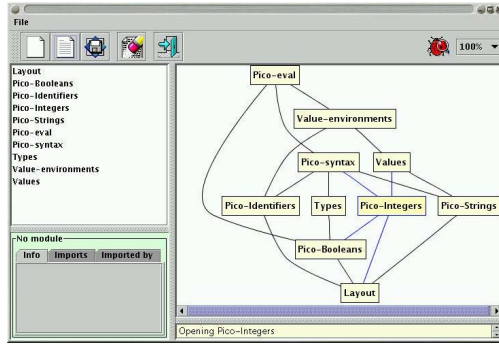 File
100%
Layout
Pico-Booleans
Pico-Identifiers
Pico-Integers
Pico-Strings
Pico-eval
Pico-syntax
Types
Value-environments
Values
No module
Info Imports Imported by
Pico-eval
Value-environments
Pico-syntax Values
Pico-Identifiers Types Pico-Integers Pico-Strings
Pico-Booleans
Layout
Opening Pico-Integers